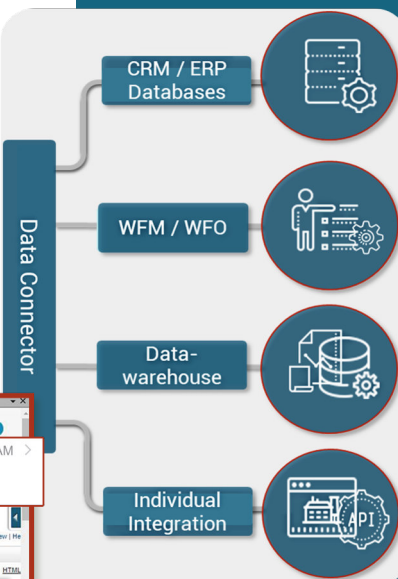 CRM / ERP
Databases
WFM / WFO
Data Connector
Data-
warehouse
Individual
Integration
API
AM
HTML